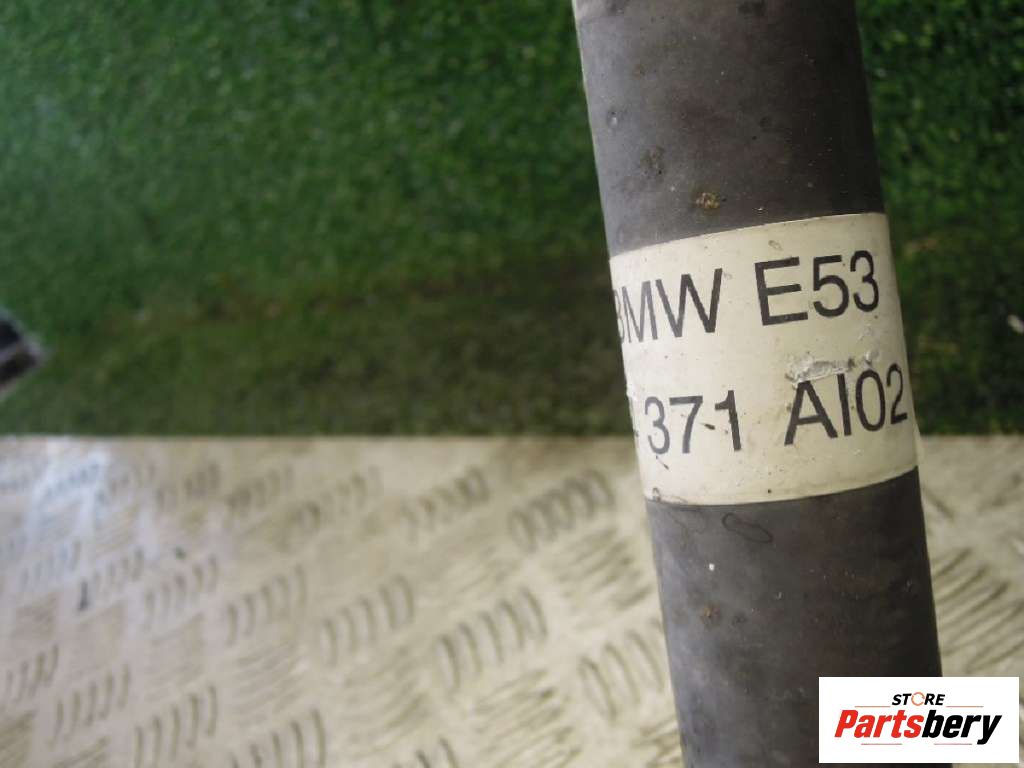 BMW E53
371 AI02
STORE
Partsbery